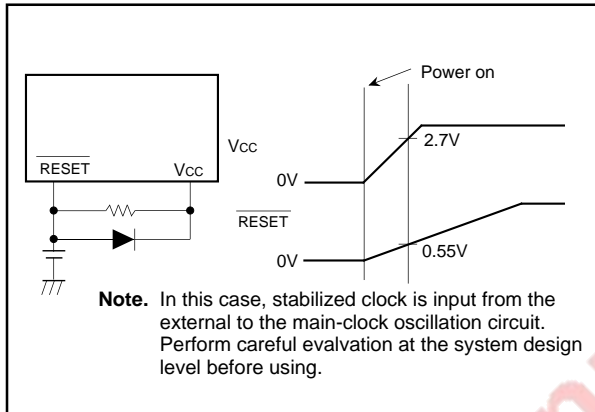 Power on
Vcc
2.7V
RESET
Vcc
0V
RESET
0.55V
0V
Note. In this case, stabilized clock is input from the
external to the main-clock oscillation circuit.
Perform careful evalvation at the system design
level before using.